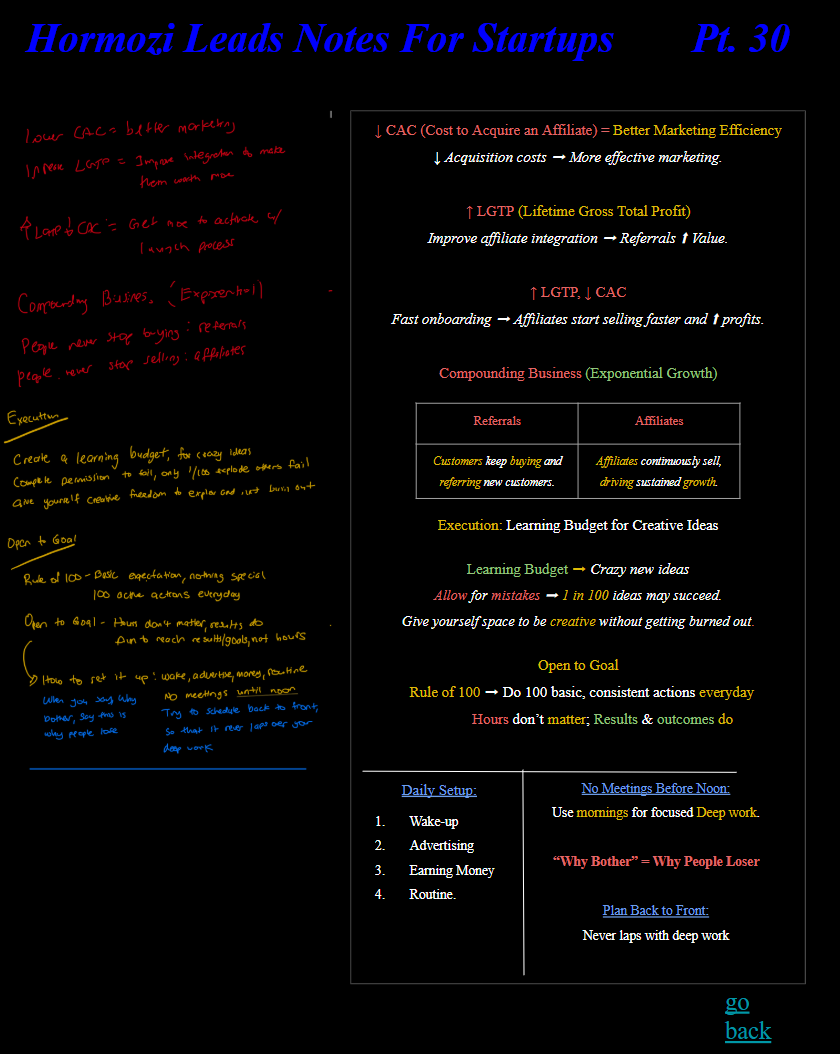 Hormozi Leads Notes For Startups Pt. 30
lower CAC = better marketing
Increase LGTP = Improve integration to make
them worth more
↑ LGTP ↓ CAC = Get more to activate w/
launch process
Compounding Business (Exponential)
People never stop buying: referrals
people never stop selling: affiliates
Execution
Create a learning budget, for crazy ideas
Complete permission to fail, only 1/100 explode others fail
Give yourself creative freedom to explore and not burn out
Open to Goal
Rule of 100 - Basic expectation, nothing special
100 active actions everyday
Open to Goal - Hours don't matter, results do
Aim to reach results/goals, not hours
How to set it up: wake, advertise, money, routine
No meetings until noon
Try to schedule back to front,
so that it never laps over your
deep work
When you say Why
bother, say this is
why people lose
↓ CAC (Cost to Acquire an Affiliate) = Better Marketing Efficiency
↓ Acquisition costs → More effective marketing.
↑ LGTP (Lifetime Gross Total Profit)
Improve affiliate integration → Referrals ⬆ Value.
↑ LGTP, ↓ CAC
Fast onboarding → Affiliates start selling faster and ⬆ profits.
Compounding Business (Exponential Growth)
Referrals
Affiliates
Customers keep buying and
referring new customers.
Affiliates continuously sell,
driving sustained growth.
Execution: Learning Budget for Creative Ideas
Learning Budget → Crazy new ideas
Allow for mistakes → 1 in 100 ideas may succeed.
Give yourself space to be creative without getting burned out.
Open to Goal
Rule of 100 → Do 100 basic, consistent actions everyday
Hours don't matter; Results & outcomes do
Daily Setup:
1. Wake-up
2. Advertising
3. Earning Money
4. Routine.
No Meetings Before Noon:
Use mornings for focused Deep work.
“Why Bother” = Why People Loser
Plan Back to Front:
Never laps with deep work
go
back